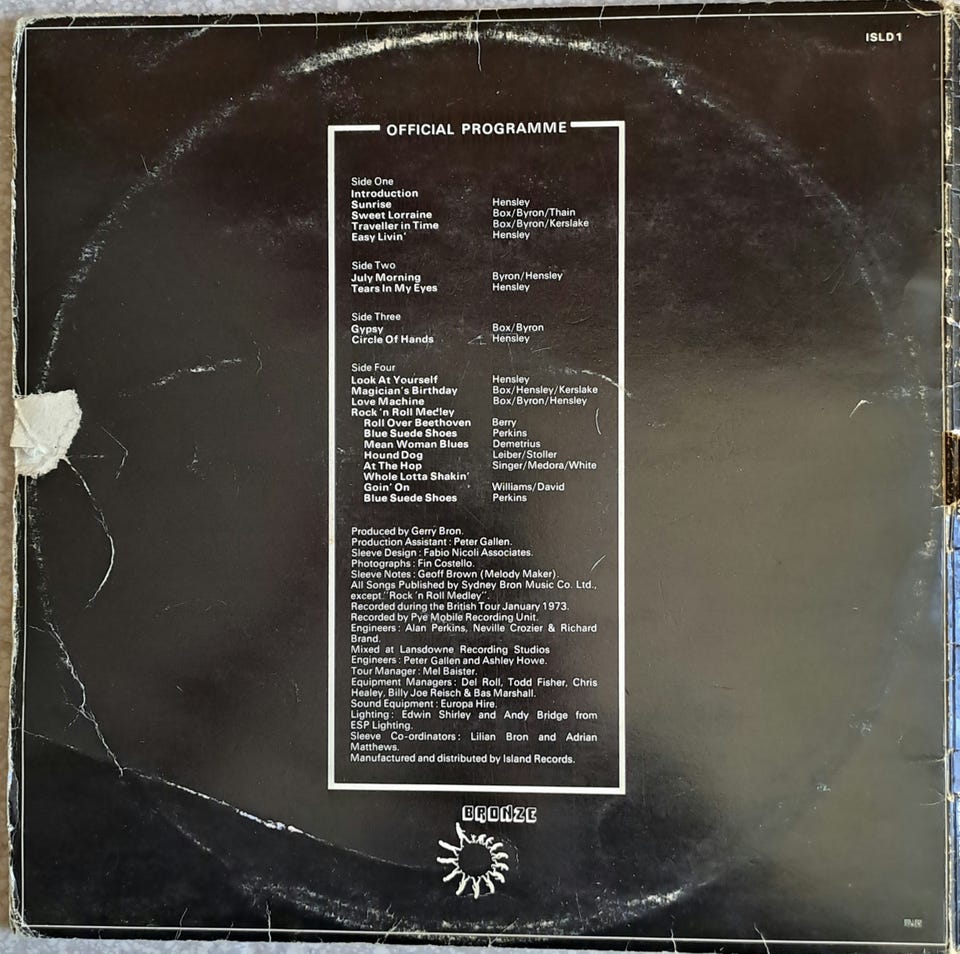 ISLD 1
OFFICIAL PROGRAMME
Side One
Introduction
Sunrise Hensley
Sweet Lorraine Box/Byron/Thain
Traveller in Time Box/Byron/Kerslake
Easy Livin' Hensley
Side Two
July Morning Byron/Hensley
Tears In My Eyes Hensley
Side Three
Gypsy Box/Byron
Circle Of Hands Hensley
Side Four
Look At Yourself Hensley
Magician's Birthday Box/Hensley/Kerslake
Love Machine Box/Byron/Hensley
Rock 'n Roll Medley
Roll Over Beethoven Berry
Blue Suede Shoes Perkins
Mean Woman Blues Demetrius
Hound Dog Leiber/Stoller
At The Hop Singer/Medora/White
Whole Lotta Shakin'
Goin' On Williams/David
Blue Suede Shoes Perkins
Produced by Gerry Bron.
Production Assistant : Peter Gallen.
Sleeve Design : Fabio Nicoli Associates.
Photographs : Fin Costello.
Sleeve Notes : Geoff Brown (Melody Maker).
All Songs Published by Sydney Bron Music Co. Ltd.,
except "Rock 'n Roll Medley".
Recorded during the British Tour January 1973.
Recorded by Pye Mobile Recording Unit.
Engineers : Alan Perkins, Neville Crozier & Richard
Brand.
Mixed at Lansdowne Recording Studios
Engineers : Peter Gallen and Ashley Howe.
Tour Manager : Mel Baister.
Equipment Managers : Del Roll, Todd Fisher, Chris
Healey, Billy Joe Reisch & Bas Marshall.
Sound Equipment : Europa Hire.
Lighting : Edwin Shirley and Andy Bridge from
ESP Lighting.
Sleeve Co-ordinators : Lilian Bron and Adrian
Matthews.
Manufactured and distributed by Island Records.
BRONZE